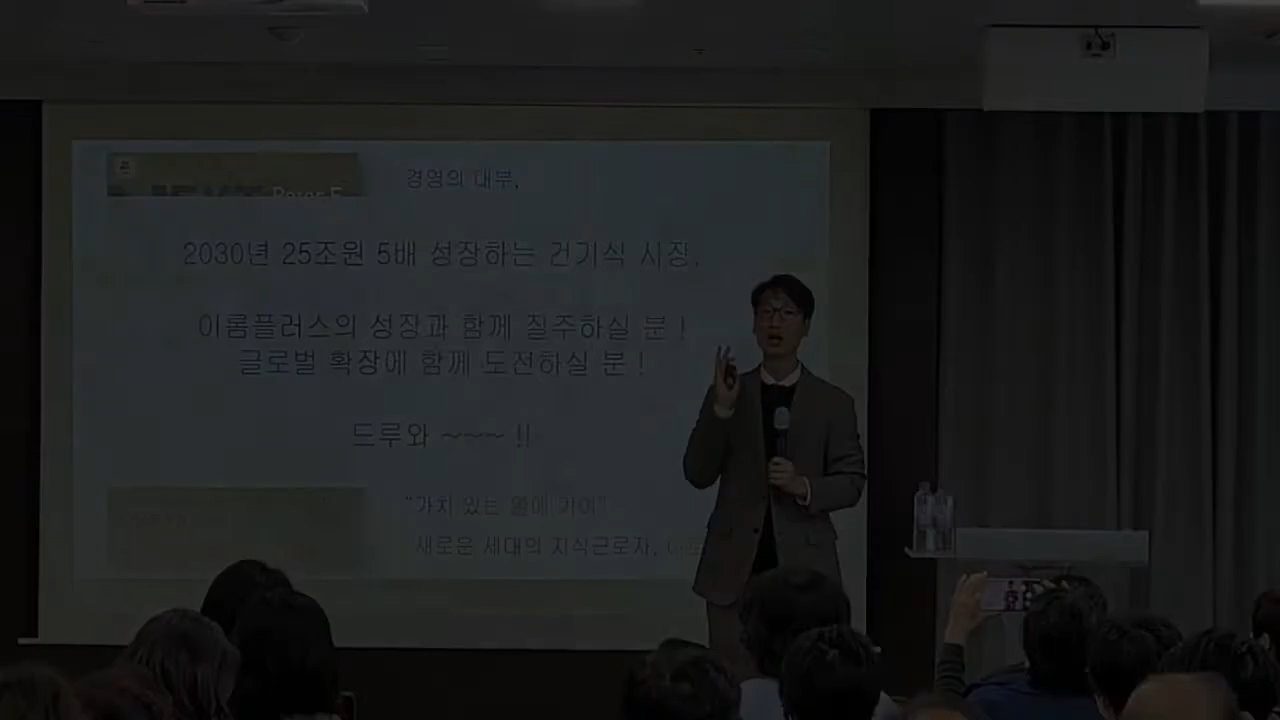 경영의 대부,
2030년 25조원 5배 성장하는 건기식 시장.
이롬플러스의 성장과 함께 질주하실 분 !
글로벌 확장에 함께 도전하실 분 !
드루와 ~~~ !!
"가치 있는 일에
새로운 세대의 지식근로자,